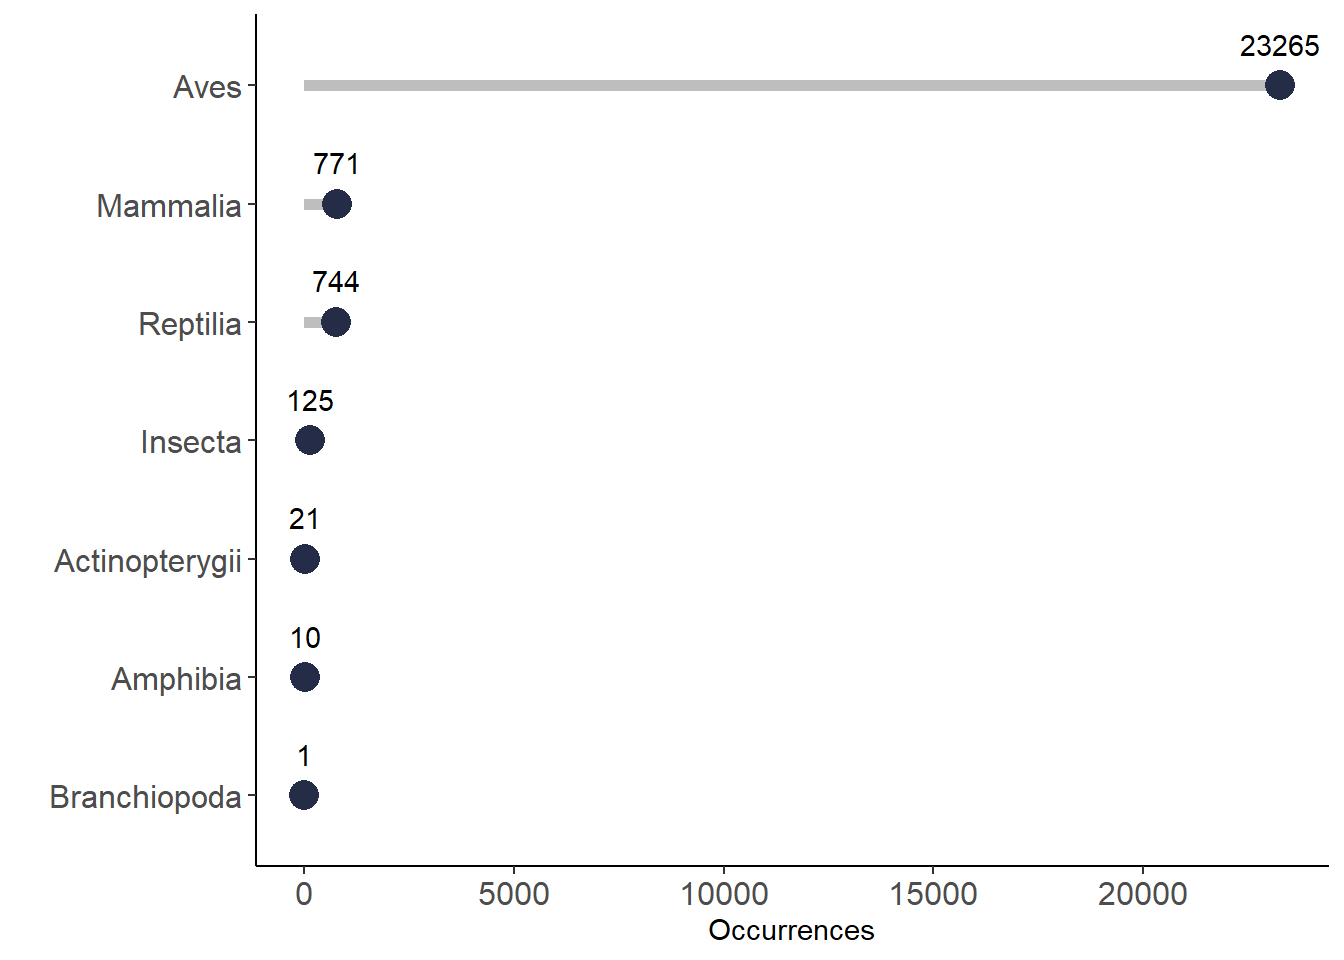 23265
Aves
771
Mammalia
744
Reptilia
125
Insecta
21
Actinopterygii
10
Amphibia
1
Branchiopoda
0 5000 10000 15000 20000
Occurrences